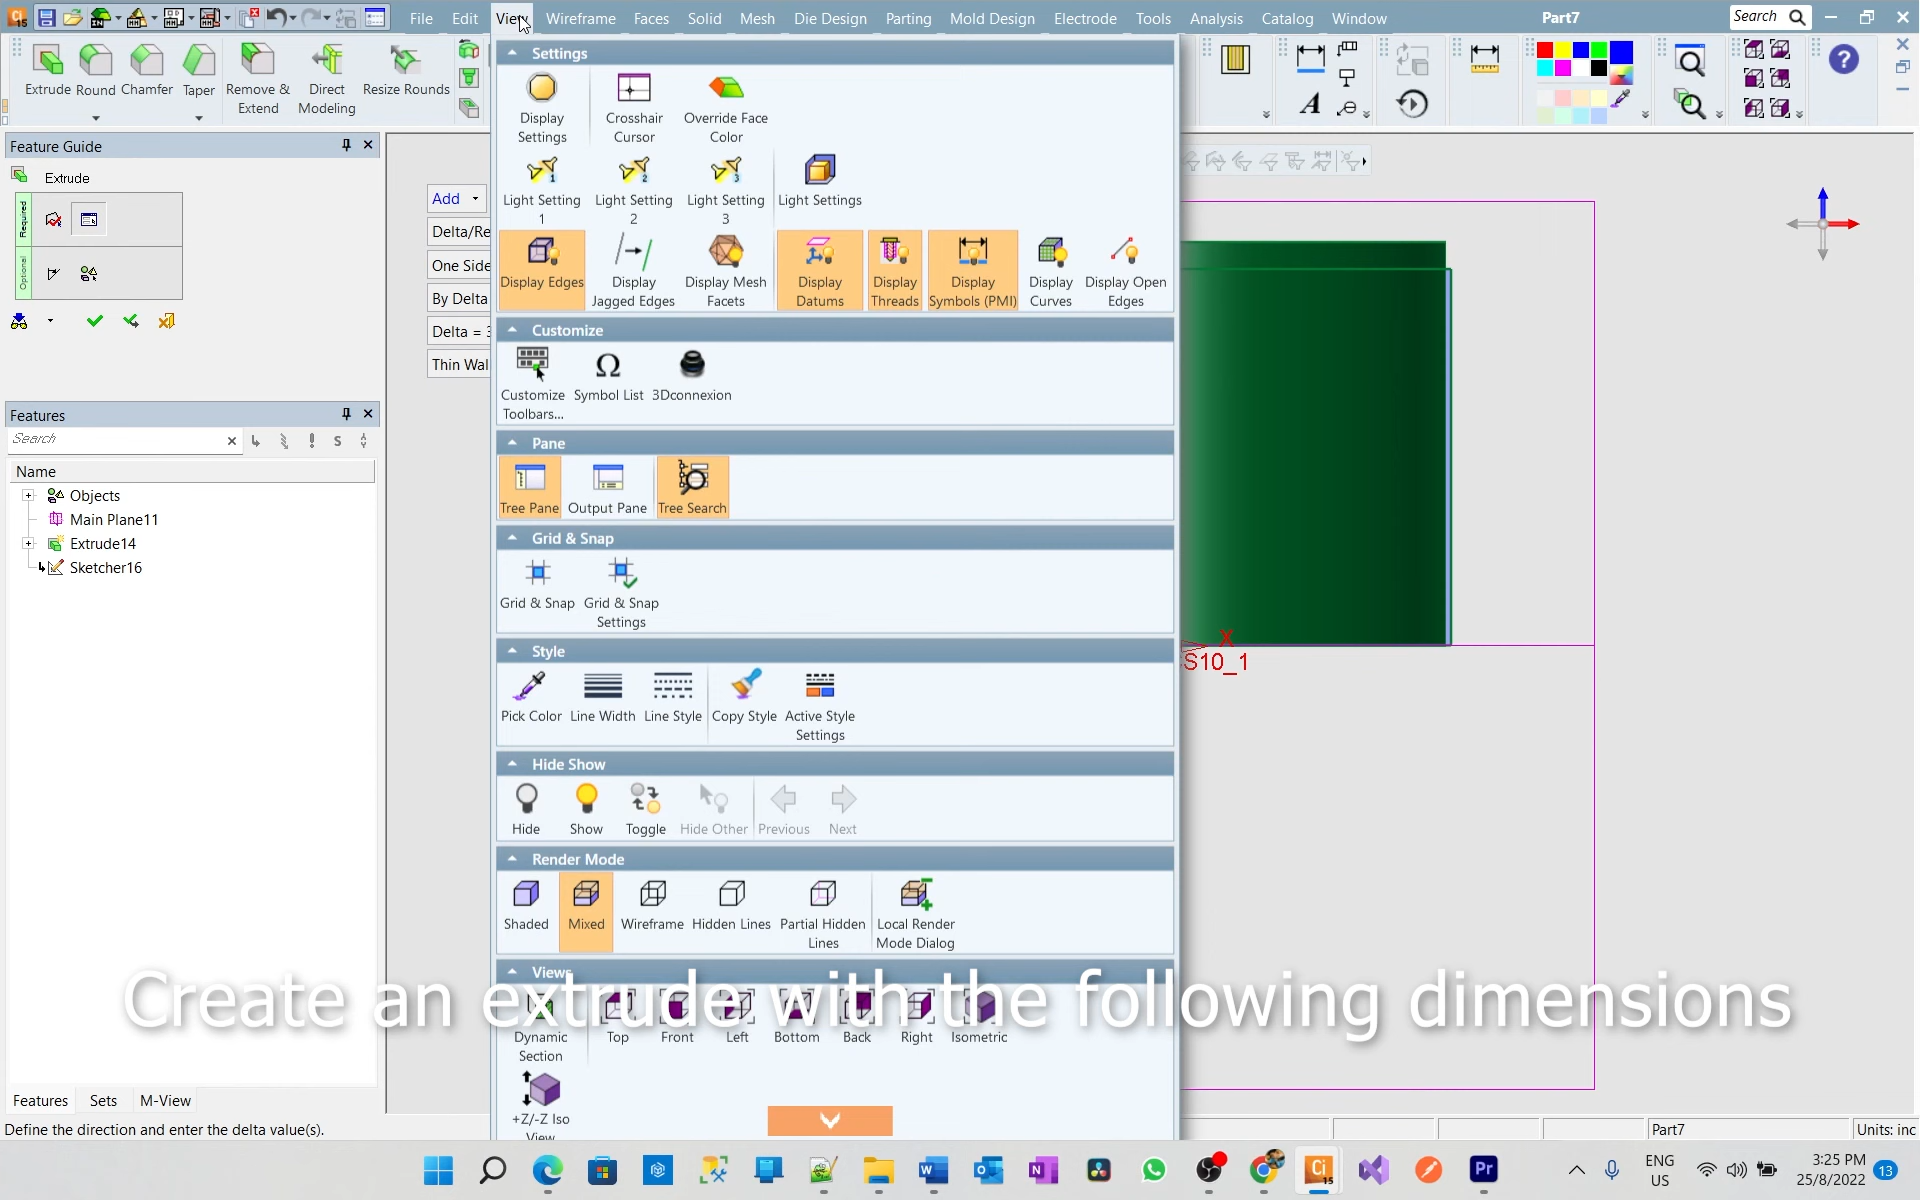 File Edit View Wireframe Faces Solid Mesh Die Design Parting Mold Design Electrode Tools Analysis Catalog Window Part7 Search
Extrude Round Chamfer Taper Remove & Extend Direct Modeling Resize Rounds
Feature Guide
Extrude
Required
Optional
Features
Search
Name
Objects
Main Plane11
Extrude14
Sketcher16
Features Sets M-View
Define the direction and enter the delta value(s).
Add
Delta/Re
One Side
By Delta
Delta = 3
Thin Wal
Settings
Display Settings Crosshair Cursor Override Face Color
Light Setting 1 Light Setting 2 Light Setting 3 Light Settings
Display Edges Display Jagged Edges Display Mesh Facets Display Datums Display Threads Display Symbols (PMI) Display Curves Display Open Edges
Customize
Customize Toolbars... Symbol List 3Dconnexion
Pane
Tree Pane Output Pane Tree Search
Grid & Snap
Grid & Snap Grid & Snap Settings
Style
Pick Color Line Width Line Style Copy Style Active Style Settings
Hide Show
Hide Show Toggle Hide Other Previous Next
Render Mode
Shaded Mixed Wireframe Hidden Lines Partial Hidden Lines Local Render Mode Dialog
Views
Dynamic Section Top Front Left Bottom Back Right Isometric
+Z/-Z Iso View
X
S10_1
Create an extrude with the following dimensions
Part7 Units: inc
ENG US 3:25 PM 25/8/2022 13